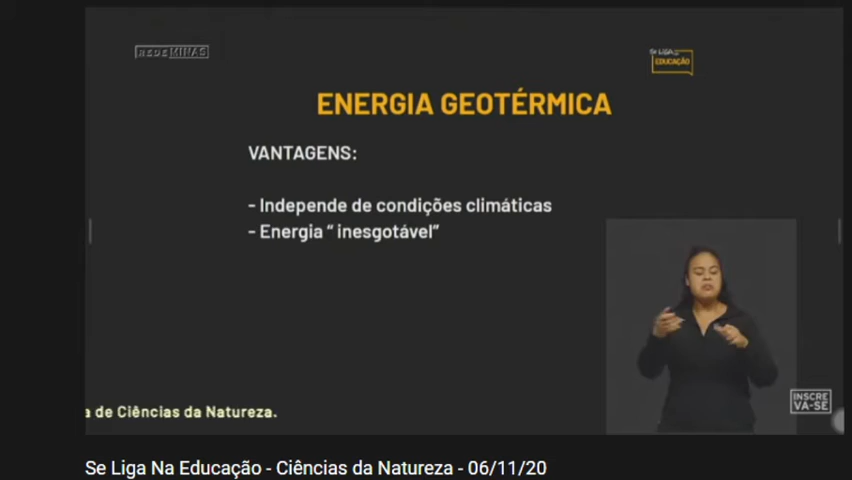 REDE MINAS
Se LIGA
EDUCAÇÃO
ENERGIA GEOTÉRMICA
VANTAGENS:
- Independe de condições climáticas
- Energia “ inesgotável”
INSCRE
VA-SE
a de Ciências da Natureza.
Se Liga Na Educação - Ciências da Natureza - 06/11/20